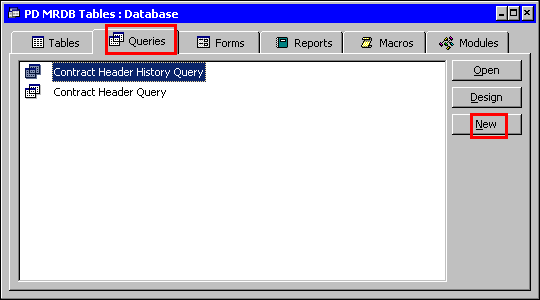 PD MRDB Tables : Database
Tables Queries Forms Reports Macros Modules
Contract Header History Query
Contract Header Query
Open
Design
New